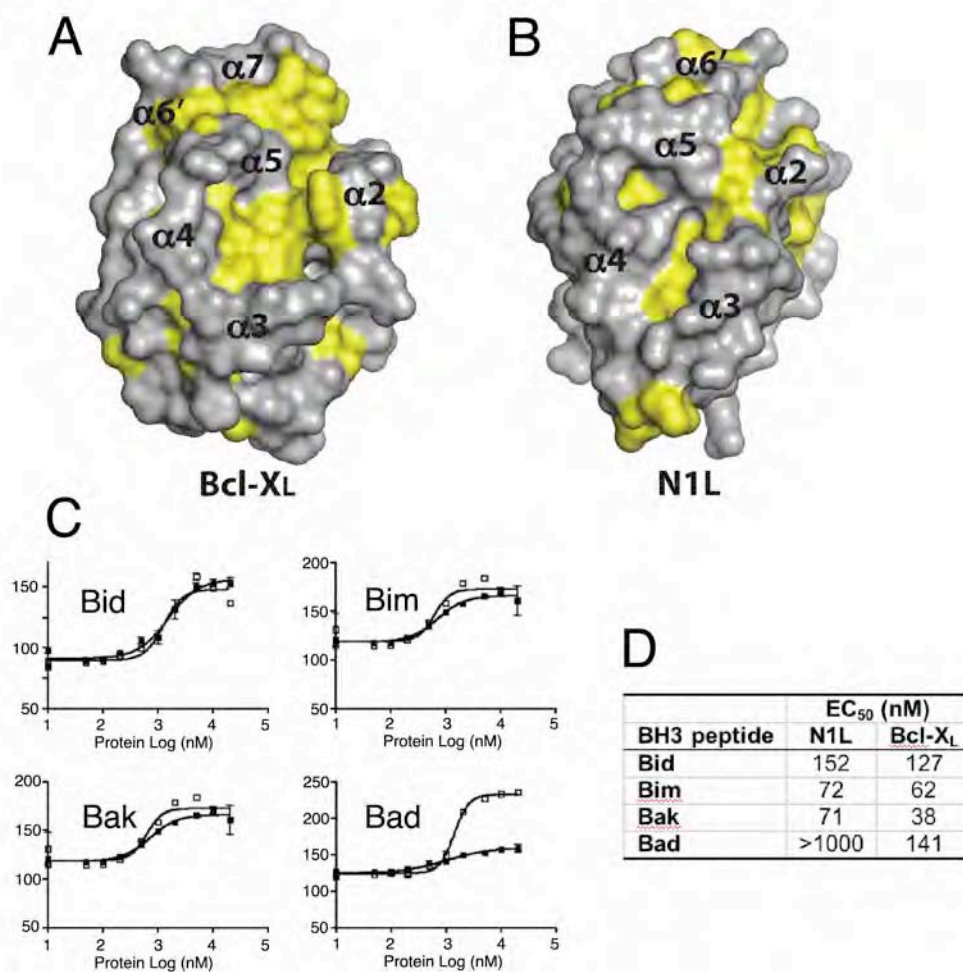 A
B
α7
α6'
α5
α2
α4
α3
Bcl-XL
α6'
α5
α2
α4
α3
N1L
C
Bid
150
100
50
1 2 3 4 5
Protein Log (nM)
Bim
200
150
100
50
1 2 3 4 5
Protein Log (nM)
Bak
200
175
150
125
100
50
1 2 3 4 5
Protein Log (nM)
Bad
250
200
150
100
50
1 2 3 4 5
Protein Log (nM)
D
EC50 (nM)
BH3 peptide N1L Bcl-XL
Bid 152 127
Bim 72 62
Bak 71 38
Bad >1000 141